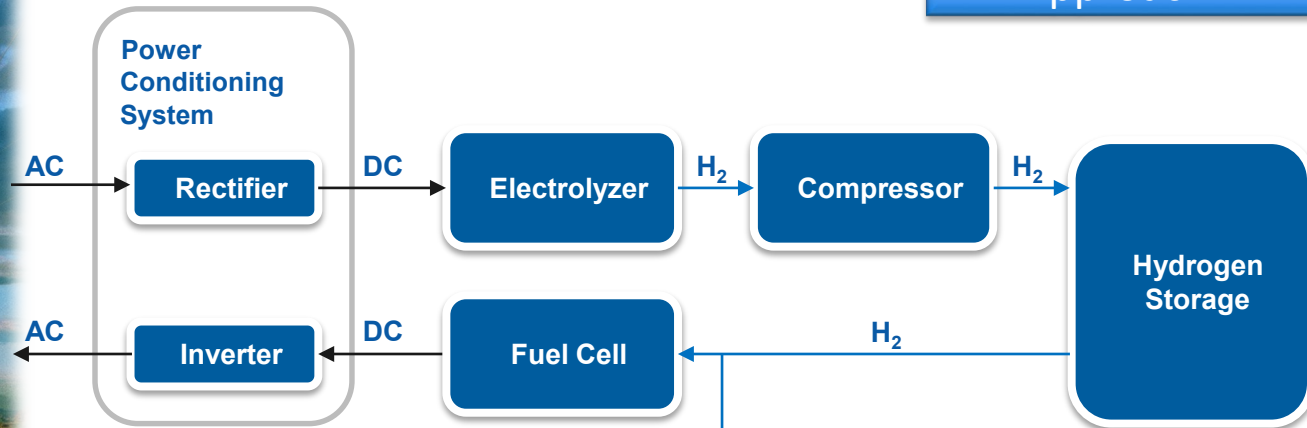 Power
Conditioning
System
AC
Rectifier
DC
Electrolyzer
H₂
Compressor
H₂
Hydrogen
Storage
AC
Inverter
DC
Fuel Cell
H₂